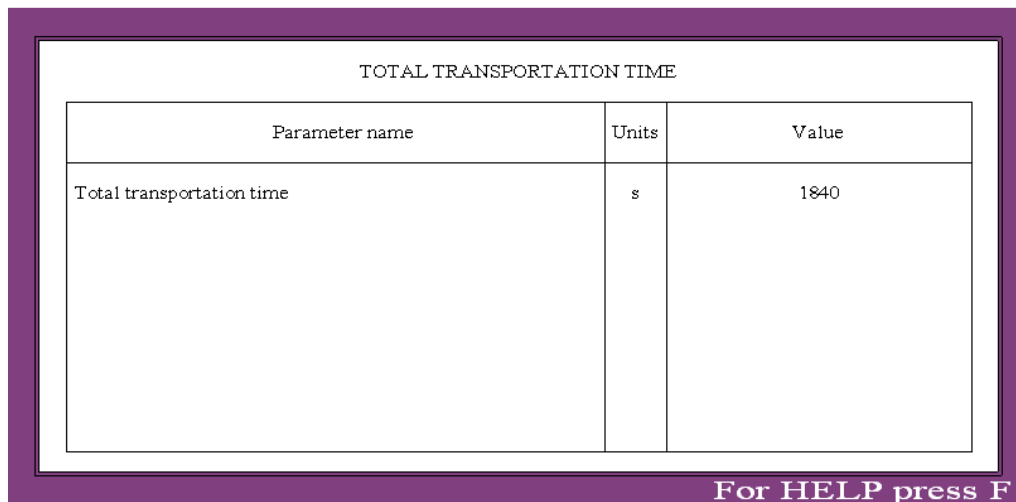 TOTAL TRANSPORTATION TIME
Parameter name Units Value
Total transportation time s 1840
For HELP press F